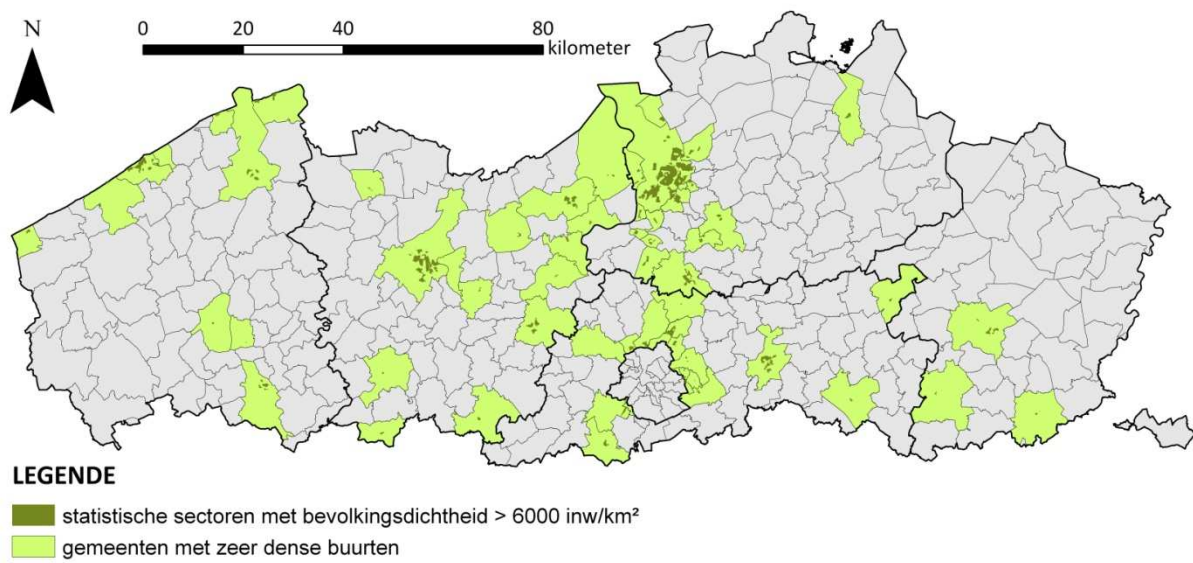 N
0 20 40 80
kilometer
LEGENDE
statistische sectoren met bevolkingsdichtheid > 6000 inw/km²
gemeenten met zeer dense buurten